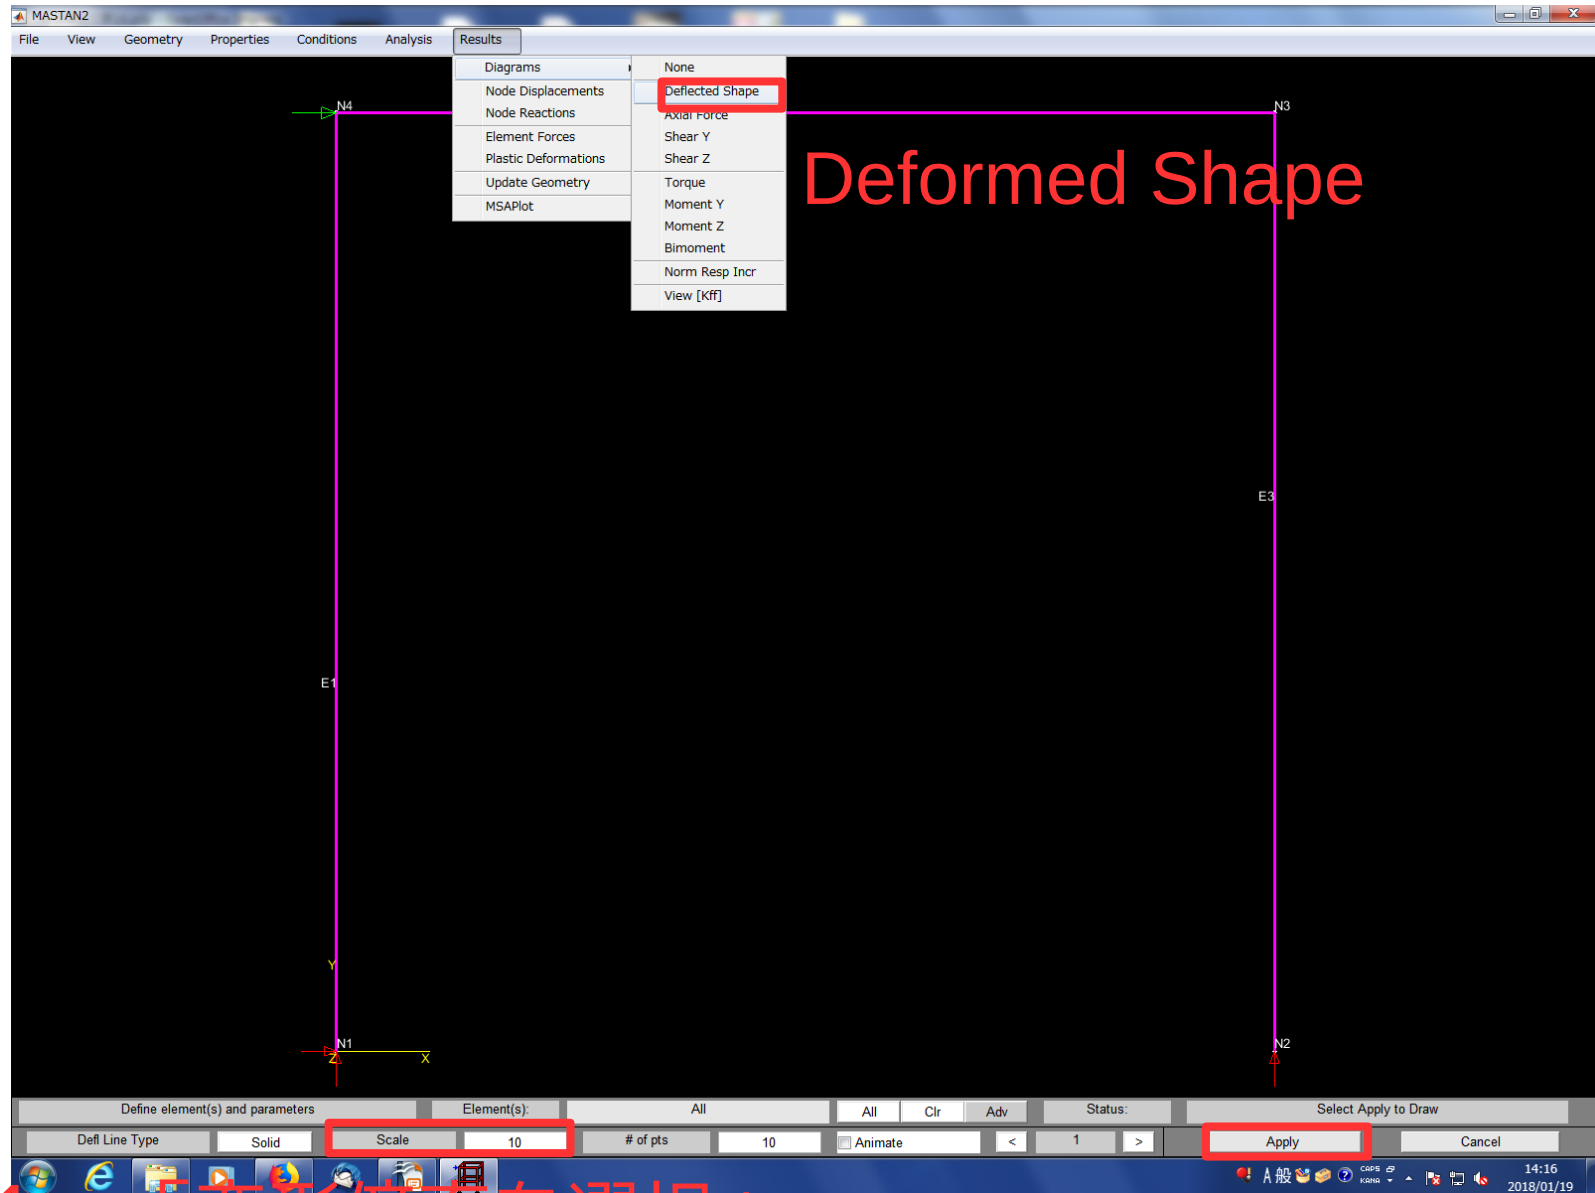 MASTAN2
File View Geometry Properties Conditions Analysis Results
Diagrams
Node Displacements
Node Reactions
Element Forces
Plastic Deformations
Update Geometry
MSAPlot
None
Deflected Shape
Axial Force
Shear Y
Shear Z
Torque
Moment Y
Moment Z
Bimoment
Norm Resp Incr
View [Kff]
Deformed Shape
N4
N3
E3
E1
Y
N1
Z
X
N2
Define element(s) and parameters Element(s): All All Clr Adv Status: Select Apply to Draw
Defl Line Type Solid Scale 10 # of pts 10 Animate < 1 > Apply Cancel
A 般 CAPS KANA 14:16
2018/01/19